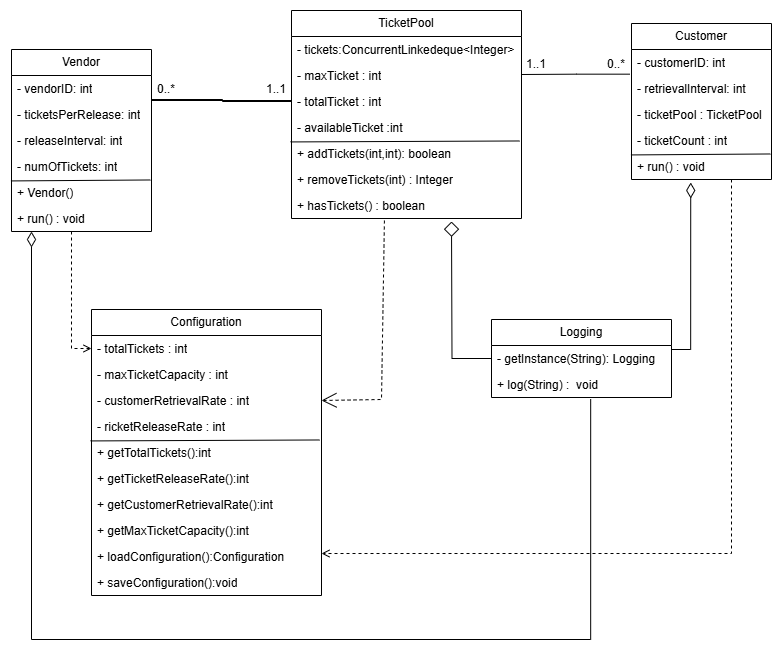 TicketPool
- tickets:ConcurrentLinkedeque<Integer>
- maxTicket : int
- totalTicket : int
- availableTicket :int
+ addTickets(int,int): boolean
+ removeTickets(int) : Integer
+ hasTickets() : boolean
Vendor
- vendorID: int
- ticketsPerRelease: int
- releaseInterval: int
- numOfTickets: int
+ Vendor()
+ run() : void
0..*
1..1
1..1
0..*
Customer
- customerID: int
- retrievalInterval: int
- ticketPool : TicketPool
- ticketCount : int
+ run() : void
Configuration
- totalTickets : int
- maxTicketCapacity : int
- customerRetrievalRate : int
- ricketReleaseRate : int
+ getTotalTickets():int
+ getTicketReleaseRate():int
+ getCustomerRetrievalRate():int
+ getMaxTicketCapacity():int
+ loadConfiguration():Configuration
+ saveConfiguration():void
Logging
- getInstance(String): Logging
+ log(String) : void